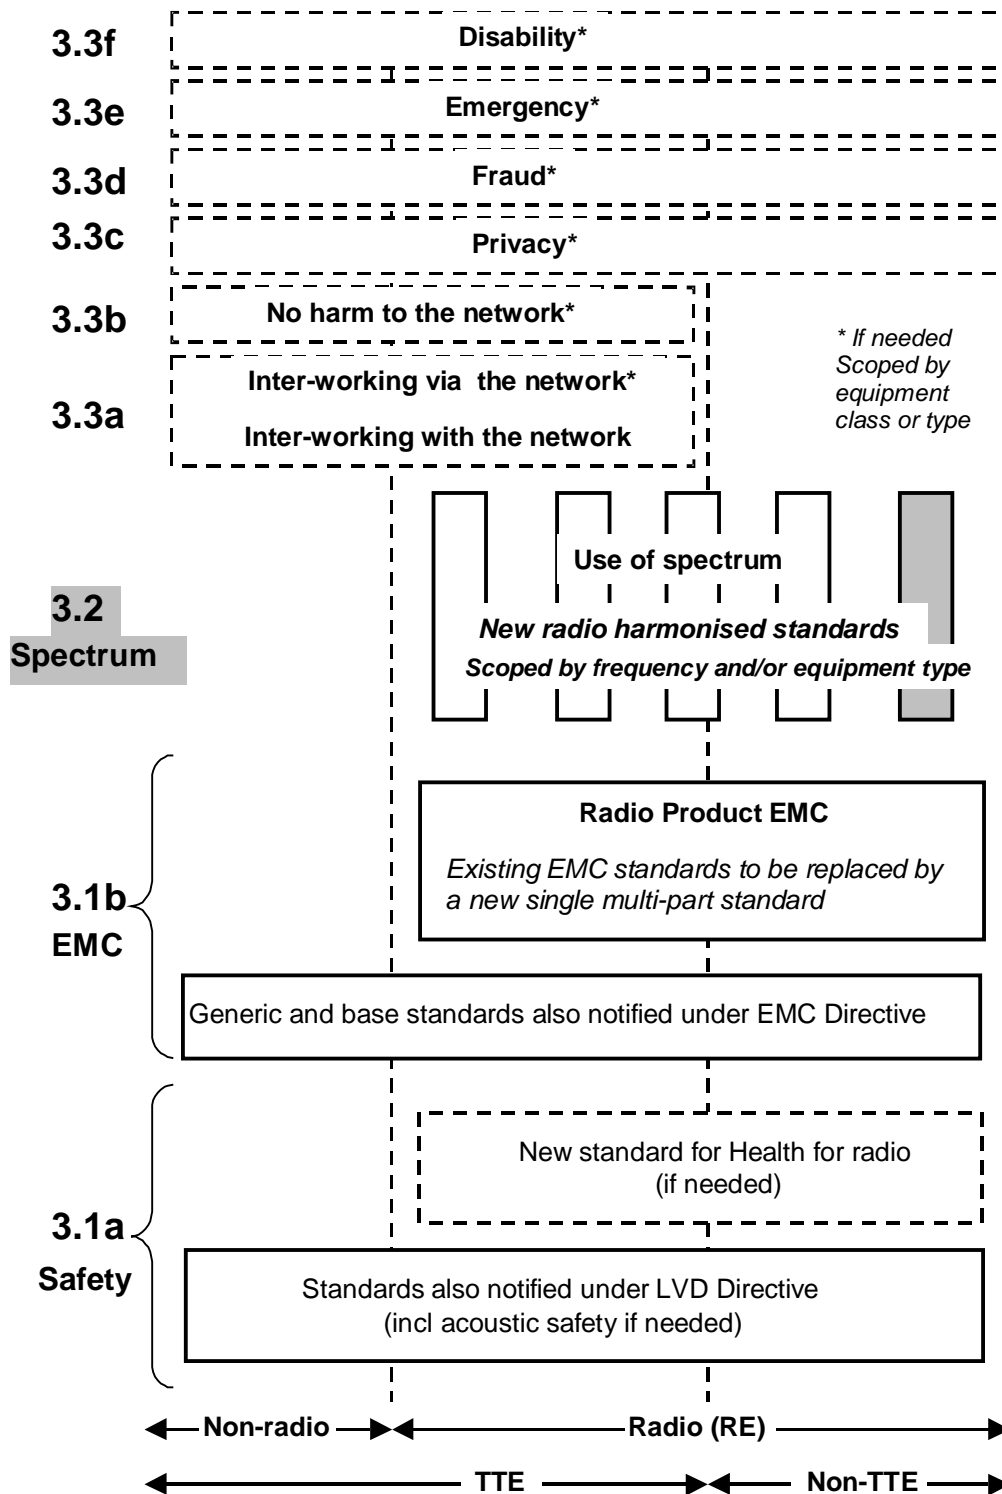 3.3f
Disability*
3.3e
Emergency*
3.3d
Fraud*
3.3c
Privacy*
3.3b
No harm to the network*
* If needed
Scoped by
equipment
class or type
3.3a
Inter-working via the network*
Inter-working with the network
3.2
Spectrum
Use of spectrum
New radio harmonised standards
Scoped by frequency and/or equipment type
3.1b
EMC
Radio Product EMC
Existing EMC standards to be replaced by
a new single multi-part standard
Generic and base standards also notified under EMC Directive
3.1a
Safety
New standard for Health for radio
(if needed)
Standards also notified under LVD Directive
(incl acoustic safety if needed)
Non-radio
Radio (RE)
TTE
Non-TTE